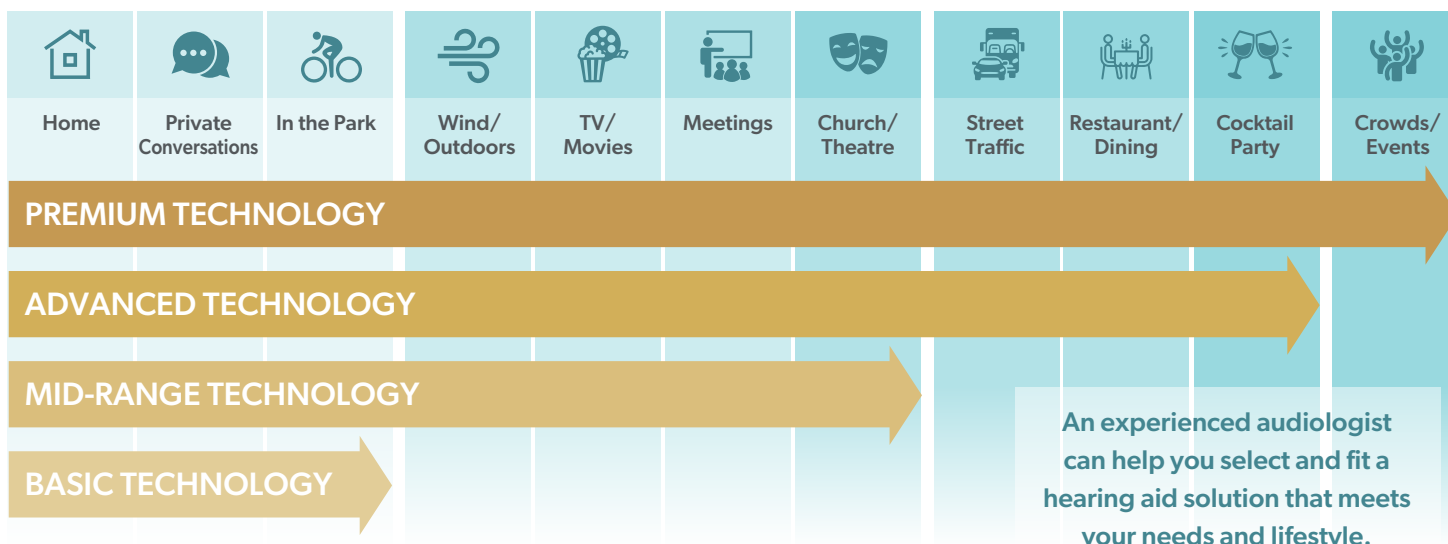 Home
Private
Conversations
In the Park
Wind/
Outdoors
TV/
Movies
Meetings
Church/
Theatre
Street
Traffic
Restaurant/
Dining
Cocktail
Party
Crowds/
Events
PREMIUM TECHNOLOGY
ADVANCED TECHNOLOGY
MID-RANGE TECHNOLOGY
BASIC TECHNOLOGY
An experienced audiologist
can help you select and fit a
hearing aid solution that meets
your needs and lifestyle.